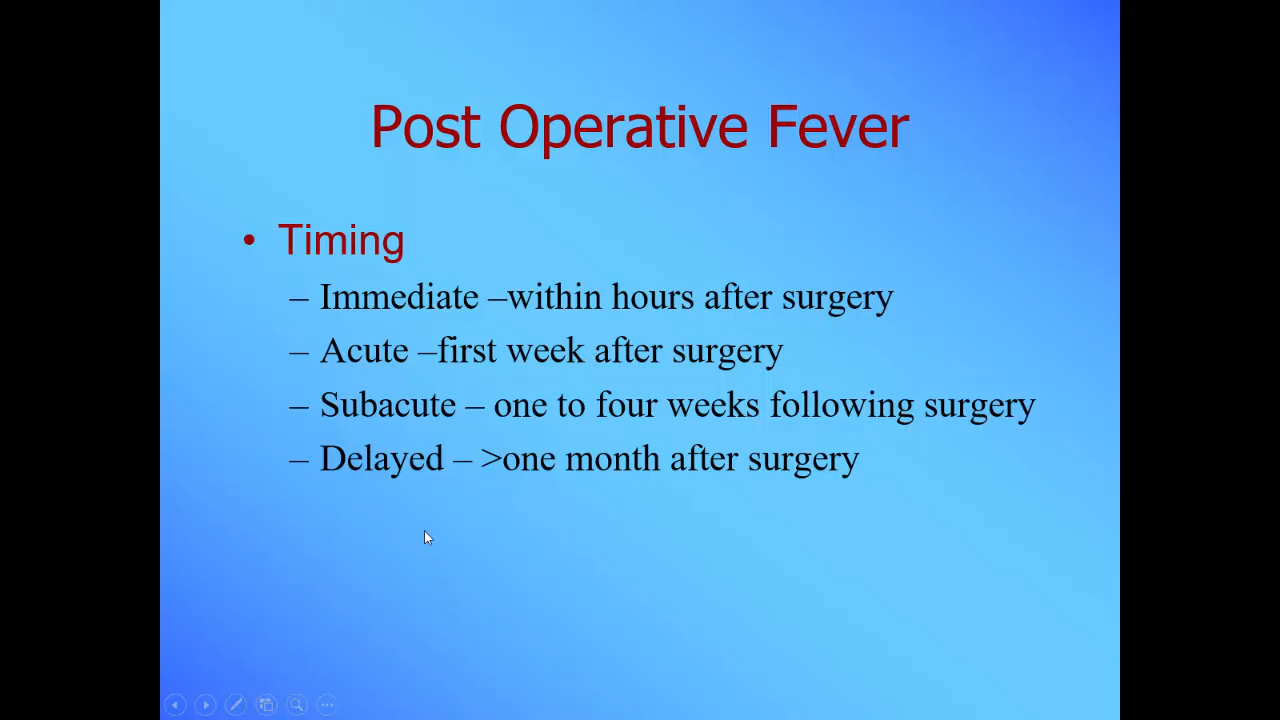 Post Operative Fever
• Timing
– Immediate –within hours after surgery
– Acute –first week after surgery
– Subacute – one to four weeks following surgery
– Delayed – >one month after surgery